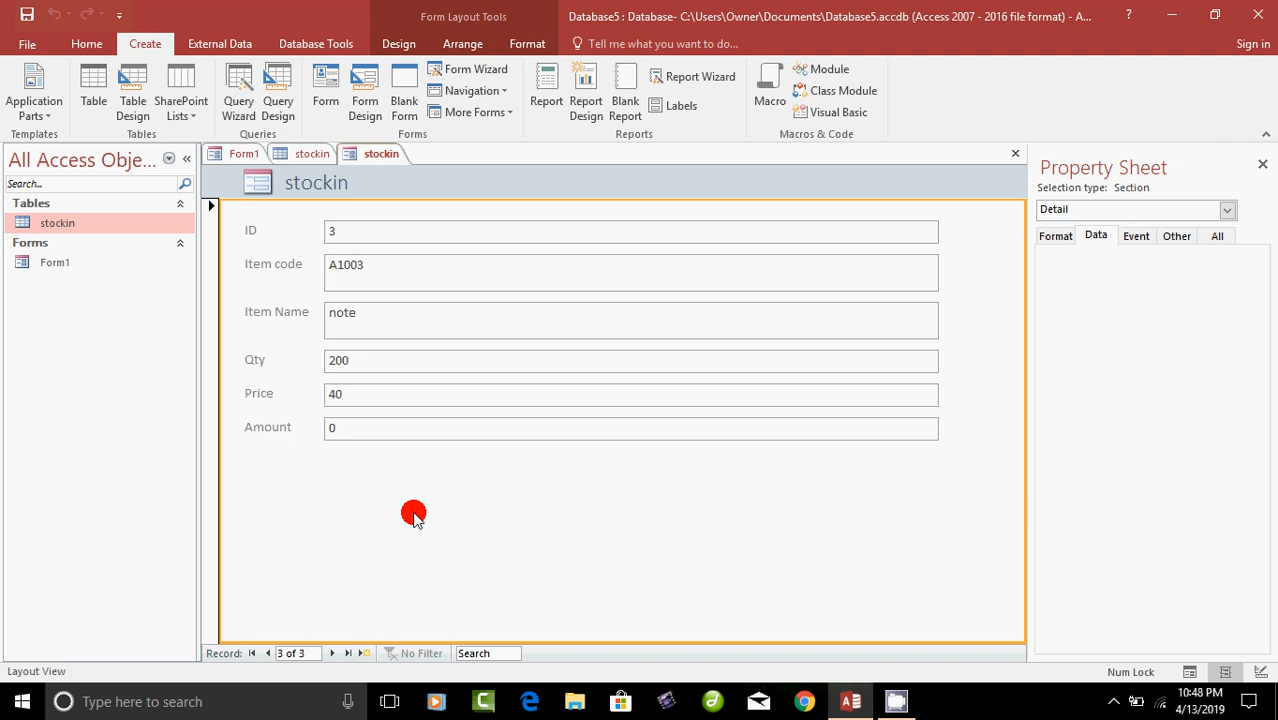 Form Layout Tools
Database5 : Database- C:\Users\Owner\Documents\Database5.accdb (Access 2007 - 2016 file format) - A...
?
File Home Create External Data Database Tools Design Arrange Format Tell me what you want to do... Sign in
Application Parts
Table
Table Design
SharePoint Lists
Query Wizard
Query Design
Form
Form Design
Blank Form
Form Wizard
Navigation
More Forms
Report
Report Design
Blank Report
Report Wizard
Labels
Macro
Module
Class Module
Visual Basic
Templates Tables Queries Forms Reports Macros & Code
All Access Obje...
Search...
Tables
stockin
Forms
Form1
Form1 stockin stockin
stockin
ID 3
Item code A1003
Item Name note
Qty 200
Price 40
Amount 0
Record: 3 of 3 No Filter Search
Property Sheet
Selection type: Section
Detail
Format Data Event Other All
Layout View Num Lock
Type here to search
10:48 PM
4/13/2019